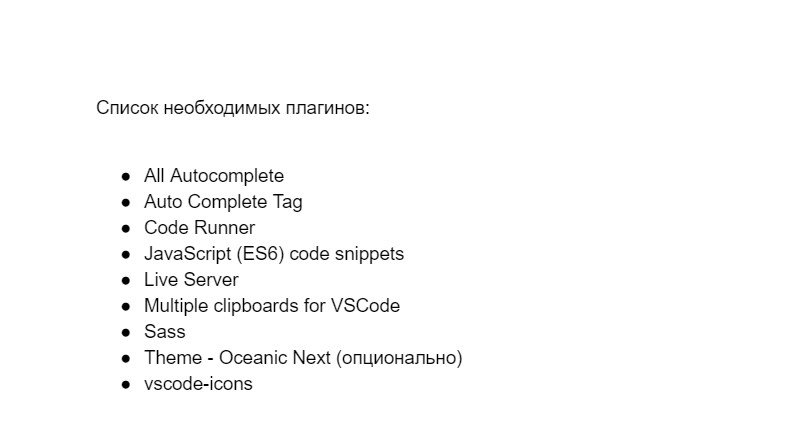 Список необходимых плагинов:
● All Autocomplete
● Auto Complete Tag
● Code Runner
● JavaScript (ES6) code snippets
● Live Server
● Multiple clipboards for VSCode
● Sass
● Theme - Oceanic Next (опционально)
● vscode-icons